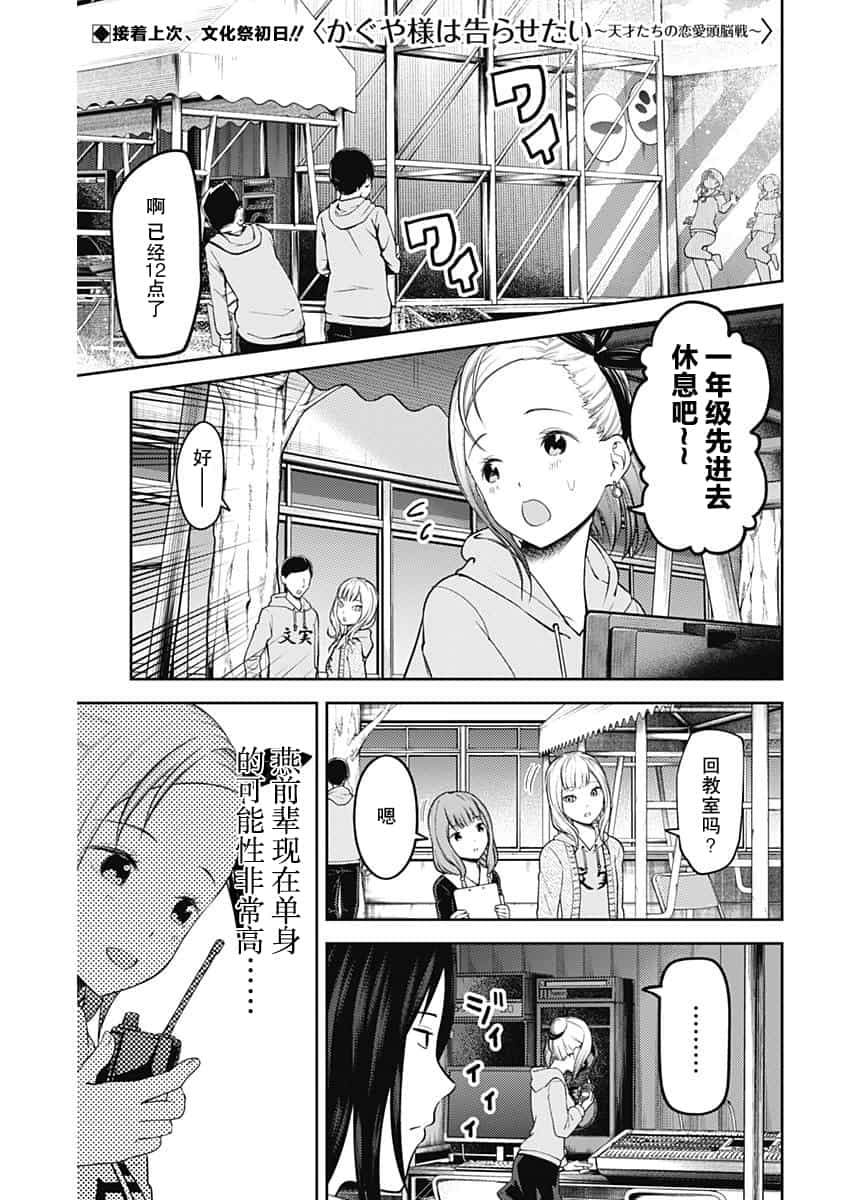 ◆接着上次、文化祭初日!!
〈かぐや様は告らせたい～天才たちの恋愛頭脳戦～〉
ワイ
ワイ
啊 已经12点了
一年级先进去
休息吧~~
好——
文実
回教室吗?
嗯
燕前辈现在单身
的可能性非常高……
………
ジィィィ